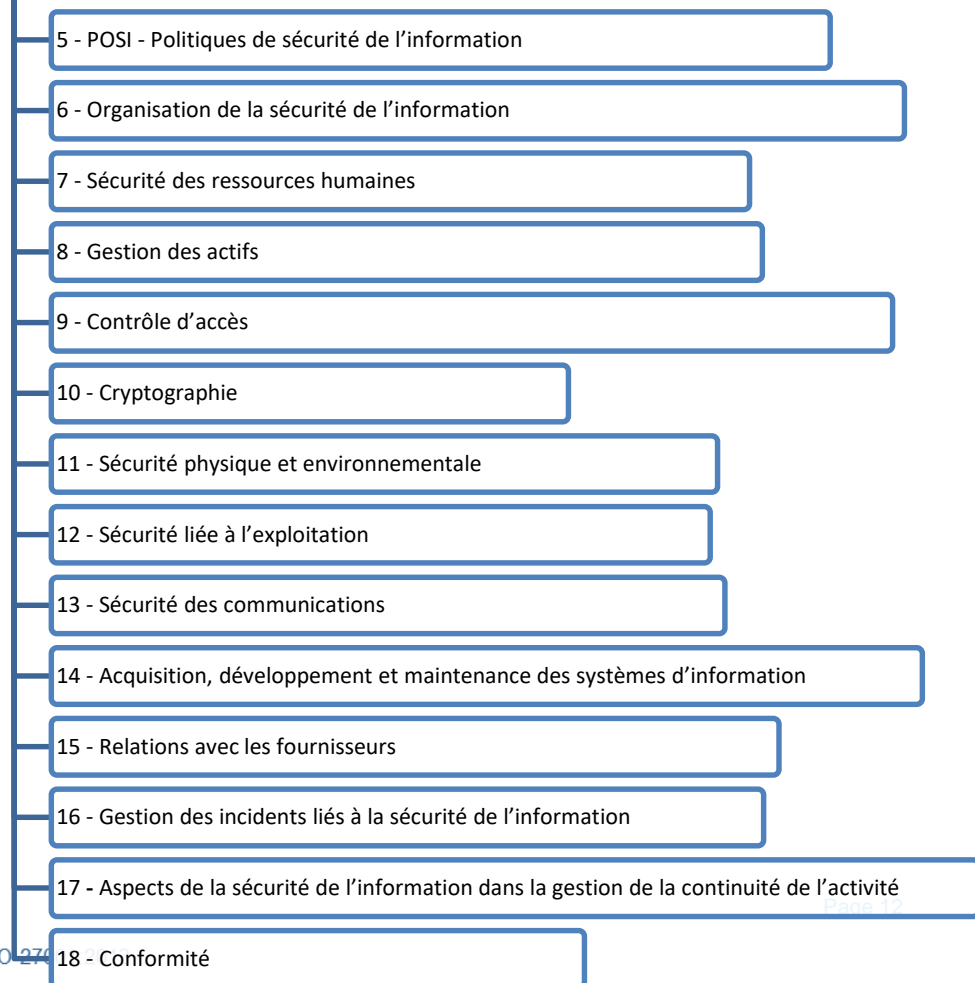 5 - POSI - Politiques de sécurité de l’information
6 - Organisation de la sécurité de l’information
7 - Sécurité des ressources humaines
8 - Gestion des actifs
9 - Contrôle d’accès
10 - Cryptographie
11 - Sécurité physique et environnementale
12 - Sécurité liée à l’exploitation
13 - Sécurité des communications
14 - Acquisition, développement et maintenance des systèmes d’information
15 - Relations avec les fournisseurs
16 - Gestion des incidents liés à la sécurité de l’information
17 - Aspects de la sécurité de l’information dans la gestion de la continuité de l’activité
Page 12
18 - Conformité